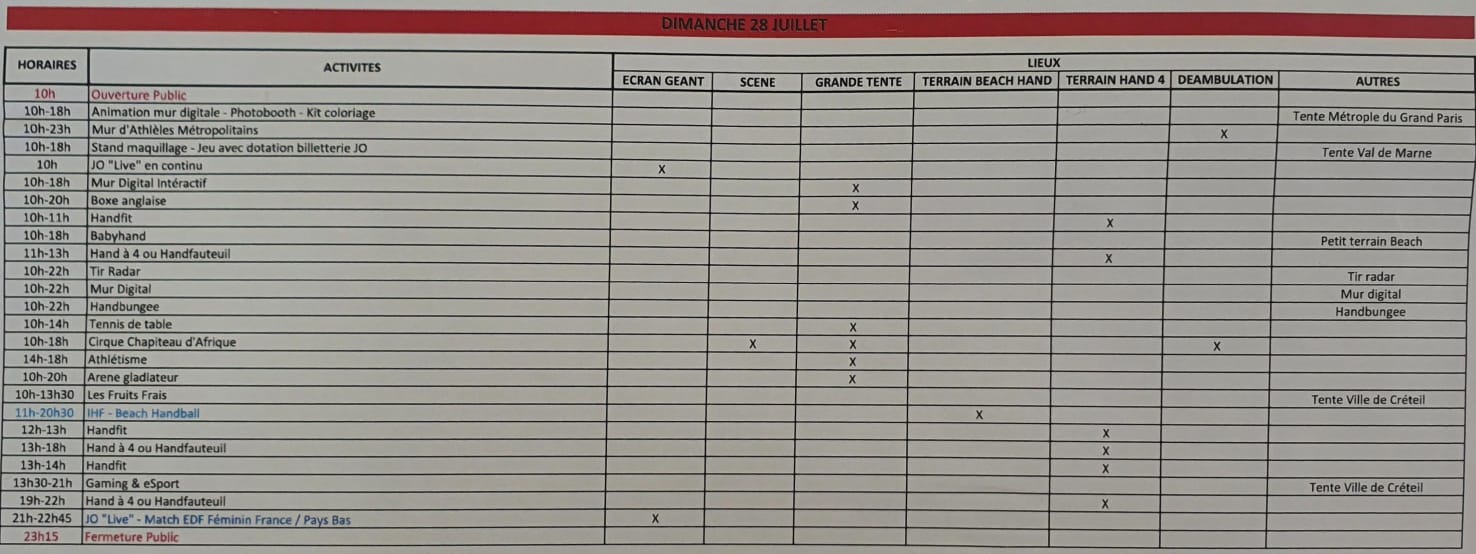 DIMANCHE 28 JUILLET
HORAIRES ACTIVITES LIEUX
ECRAN GEANT SCENE GRANDE TENTE TERRAIN BEACH HAND TERRAIN HAND 4 DEAMBULATION AUTRES
10h Ouverture Public
10h-18h Animation mur digitale - Photobooth - Kit coloriage Tente Métrople du Grand Paris
10h-23h Mur d'Athlèles Métropolitains X
10h-18h Stand maquillage - Jeu avec dotation billetterie JO Tente Val de Marne
10h JO "Live" en continu X
10h-18h Mur Digital Intéractif X
10h-20h Boxe anglaise X
10h-11h Handfit X
10h-18h Babyhand Petit terrain Beach
11h-13h Hand à 4 ou Handfauteuil X
10h-22h Tir Radar Tir radar
10h-22h Mur Digital Mur digital
10h-22h Handbungee Handbungee
10h-14h Tennis de table X
10h-18h Cirque Chapiteau d'Afrique X X X
14h-18h Athlétisme X
10h-20h Arene gladiateur X
10h-13h30 Les Fruits Frais Tente Ville de Créteil
11h-20h30 IHF - Beach Handball X
12h-13h Handfit X
13h-18h Hand à 4 ou Handfauteuil X
13h-14h Handfit X
13h30-21h Gaming & eSport Tente Ville de Créteil
19h-22h Hand à 4 ou Handfauteuil X
21h-22h45 JO "Live" - Match EDF Féminin France / Pays Bas X
23h15 Fermeture Public